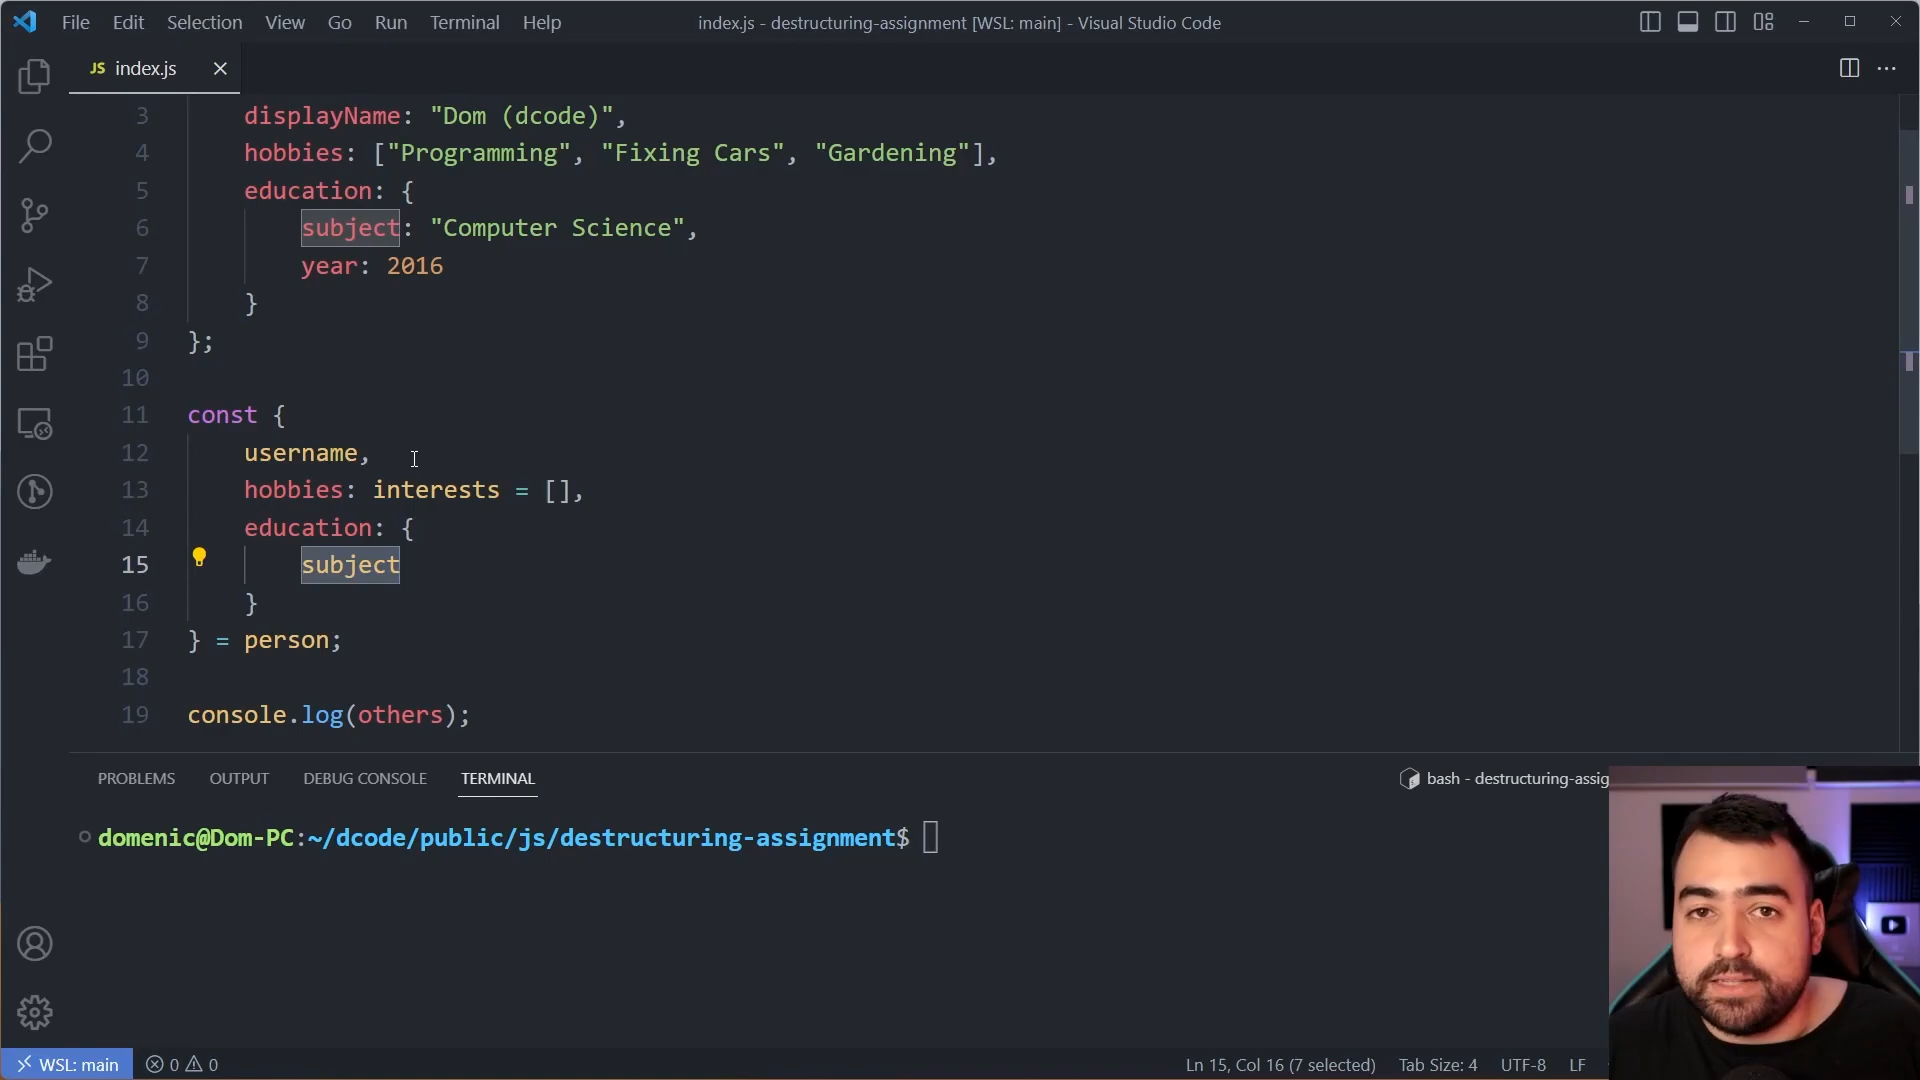 File Edit Selection View Go Run Terminal Help index.js - destructuring-assignment [WSL: main] - Visual Studio Code
JS index.js
3 displayName: "Dom (dcode)",
4 hobbies: ["Programming", "Fixing Cars", "Gardening"],
5 education: {
6 subject: "Computer Science",
7 year: 2016
8 }
9 };
10
11 const {
12 username,
13 hobbies: interests = [],
14 education: {
15 subject
16 }
17 } = person;
18
19 console.log(others);
PROBLEMS OUTPUT DEBUG CONSOLE TERMINAL bash - destructuring-assig
domenic@Dom-PC:~/dcode/public/js/destructuring-assignment$
WSL: main 0 0 Ln 15, Col 16 (7 selected) Tab Size: 4 UTF-8 LF